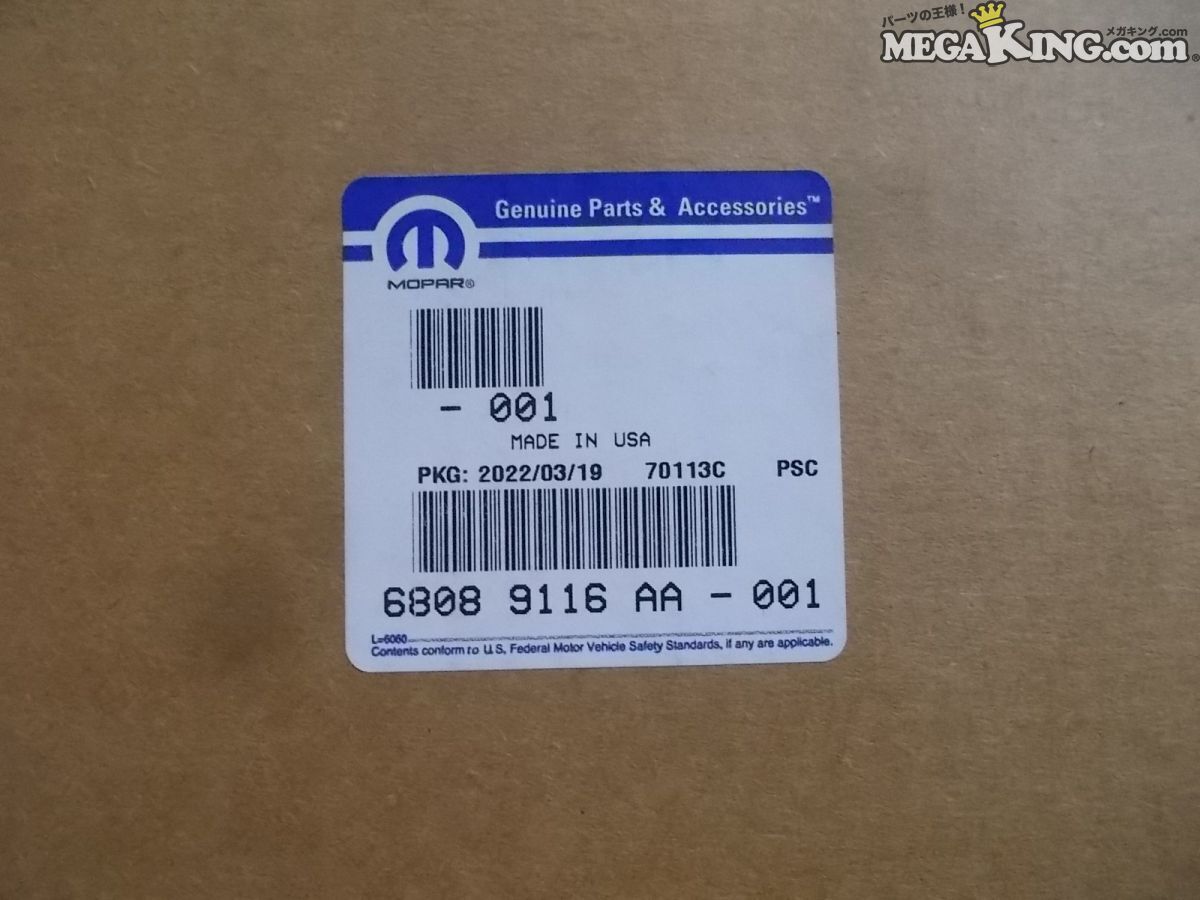 パーツの王様!
メガキング.com
MEGAKING.com®
Genuine Parts & Accessories™
MOPAR®
- 001
MADE IN USA
PKG: 2022/03/19 70113C PSC
6808 9116 AA - 001
L=6060
Contents conform to U.S. Federal Motor Vehicle Safety Standards, if any are applicable.